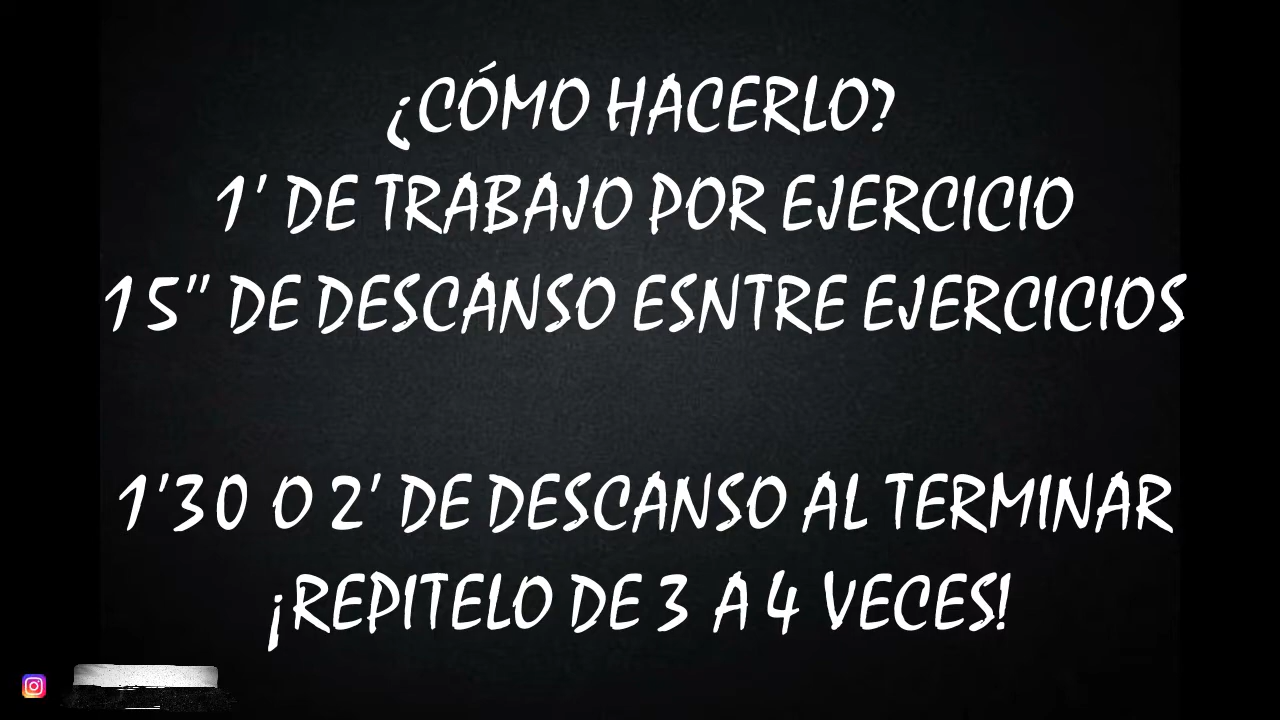 ¿CÓMO HACERLO?
1' DE TRABAJO POR EJERCICIO
15" DE DESCANSO ESNTRE EJERCICIOS
1'30 O 2' DE DESCANSO AL TERMINAR
¡REPITELO DE 3 A 4 VECES!